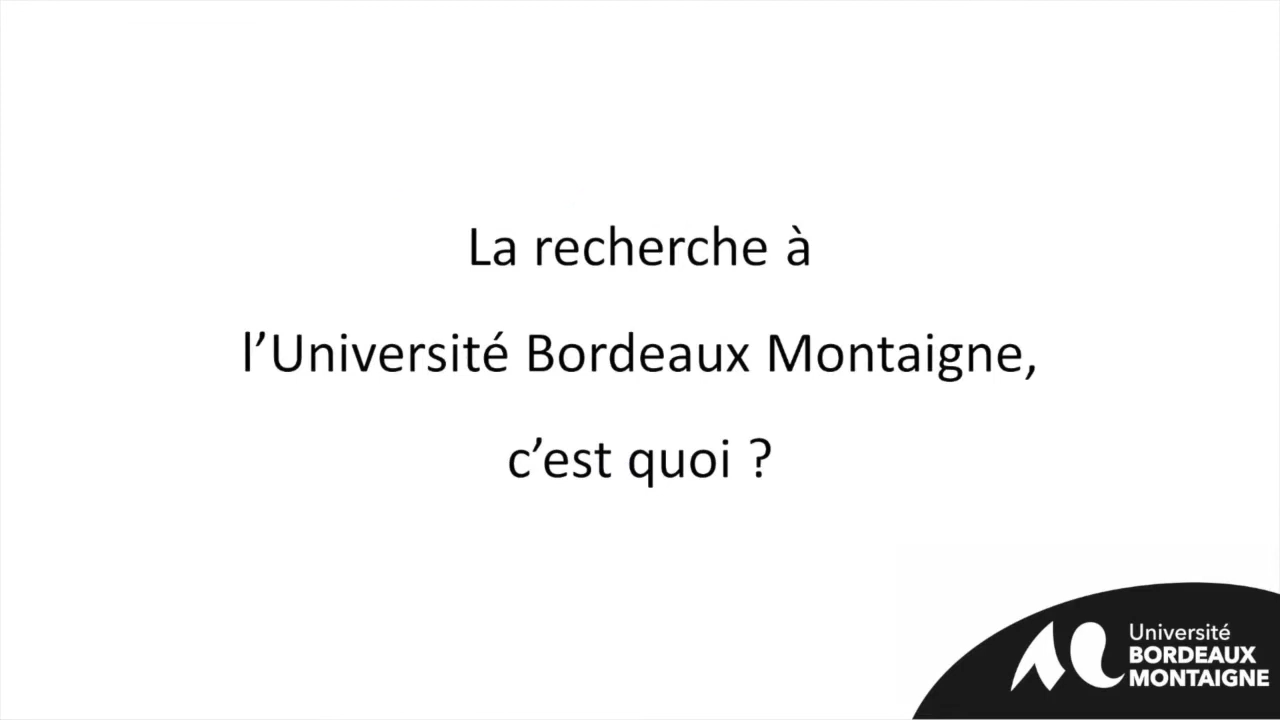 La recherche à
l’Université Bordeaux Montaigne,
c’est quoi ?
Université
BORDEAUX
MONTAIGNE